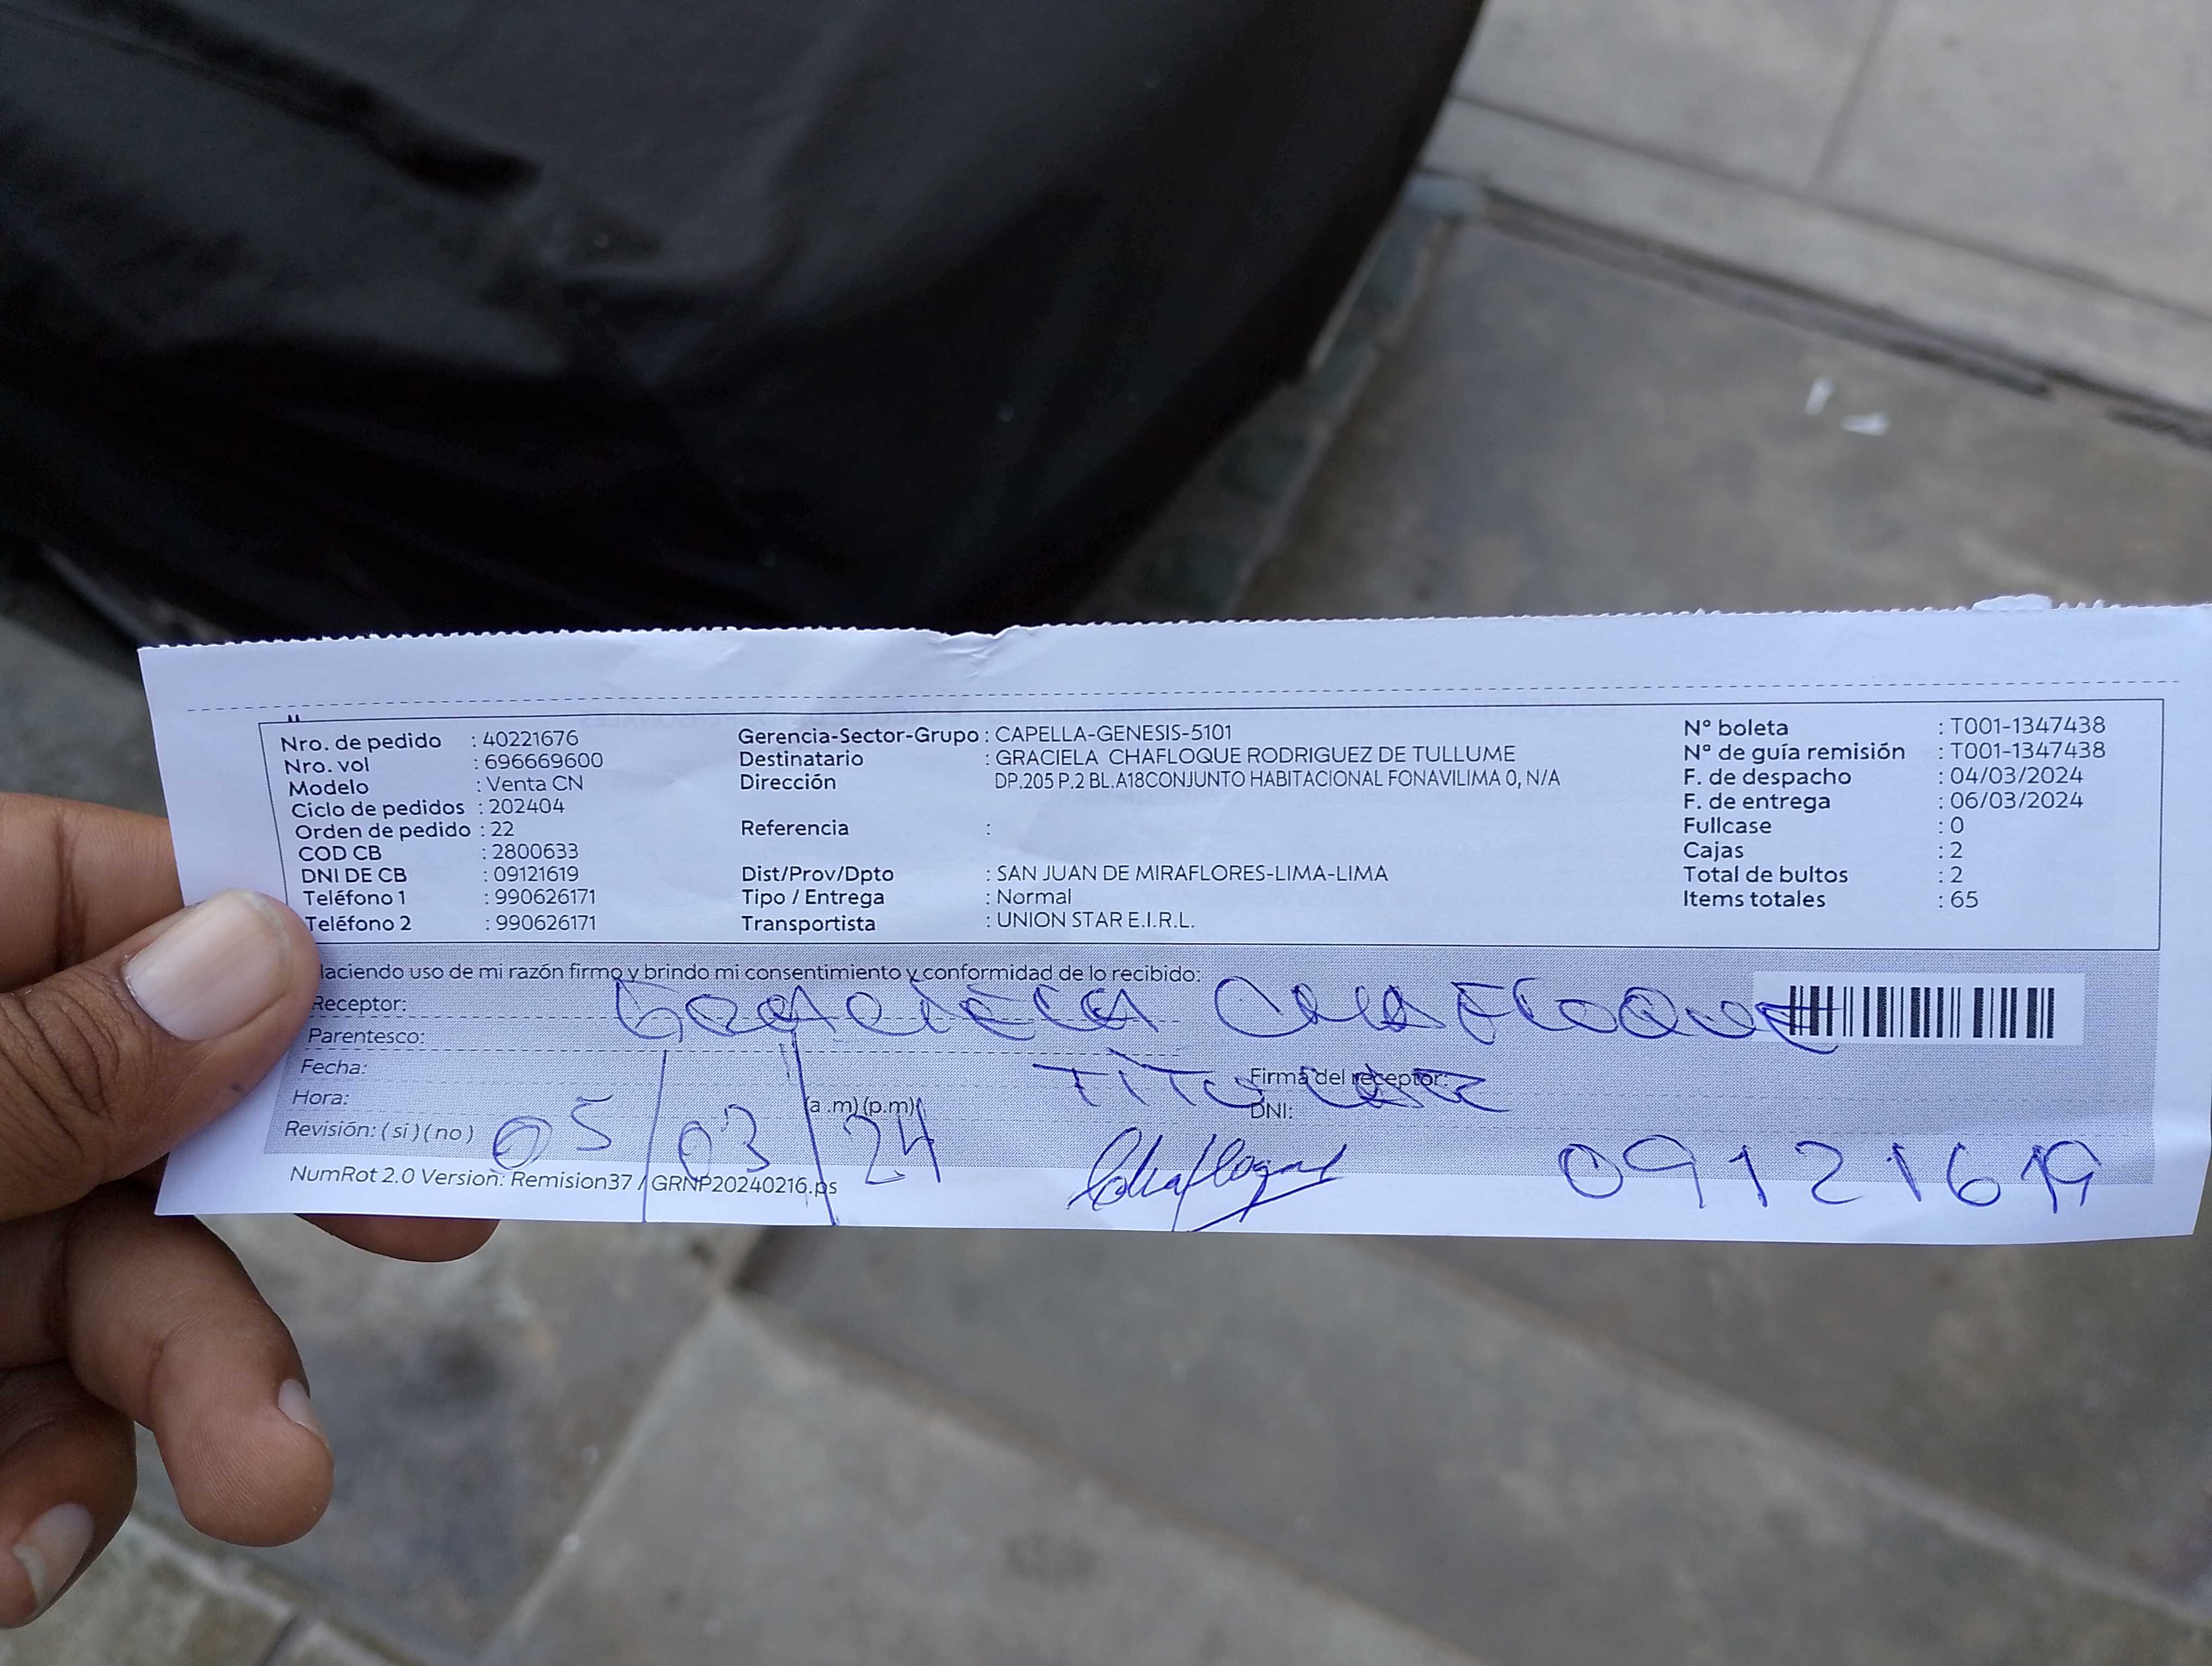 Nro. de pedido : 40221676
Nro. vol : 696669600
Modelo : Venta CN
Ciclo de pedidos : 202404
Orden de pedido : 22
COD CB : 2800633
DNI DE CB : 09121619
Teléfono 1 : 990626171
Teléfono 2 : 990626171
Gerencia-Sector-Grupo : CAPELLA-GENESIS-5101
Destinatario : GRACIELA CHAFLOQUE RODRIGUEZ DE TULLUME
Dirección DP.205 P.2 BL.A18CONJUNTO HABITACIONAL FONAVILIMA 0, N/A
Referencia :
Dist/Prov/Dpto : SAN JUAN DE MIRAFLORES-LIMA-LIMA
Tipo / Entrega : Normal
Transportista : UNION STAR E.I.R.L.
Nº boleta : T001-1347438
Nº de guía remisión : T001-1347438
F. de despacho : 04/03/2024
F. de entrega : 06/03/2024
Fullcase : 0
Cajas : 2
Total de bultos : 2
Items totales : 65
Haciendo uso de mi razón firmo y brindo mi consentimiento y conformidad de lo recibido:
Receptor: GRACIELA CHAFLOQUE
Parentesco: TITULAR
Fecha:
Firma del receptor:
Hora: (a .m) (p.m)
DNI:
Revisión: ( si ) ( no )
05/03/24
Chafloque
09121619
NumRot 2.0 Version: Remision37 / GRNP20240216.ps